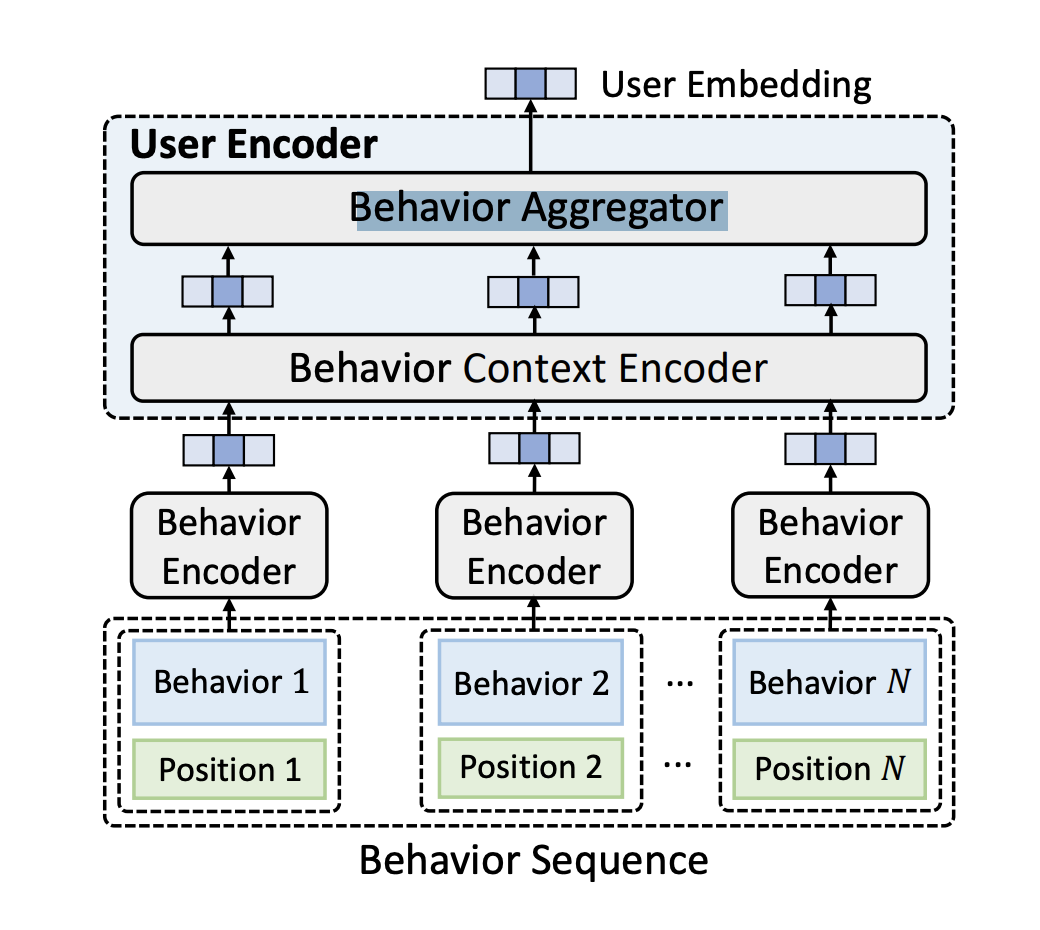 User Embedding
User Encoder
Behavior Aggregator
Behavior Context Encoder
Behavior
Encoder
Behavior
Encoder
Behavior
Encoder
Behavior 1
Behavior 2
...
Behavior N
Position 1
Position 2
...
Position N
Behavior Sequence